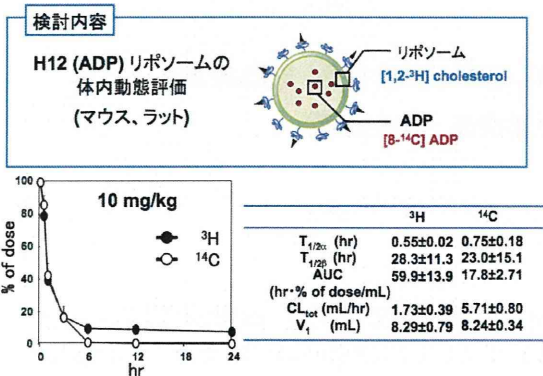 検討内容
H12 (ADP) リポソームの
体内動態評価
(マウス、ラット)
リポソーム
[1,2-³H] cholesterol
ADP
[8-¹⁴C] ADP
10 mg/kg
³H
¹⁴C
% of dose
100
80
60
40
20
0
0 6 12 24
hr
³H ¹⁴C
T1/2α (hr) 0.55±0.02 0.75±0.18
T1/2β (hr) 28.3±11.3 23.0±15.1
AUC 59.9±13.9 17.8±2.71
(hr·% of dose/mL)
CLtot (mL/hr) 1.73±0.39 5.71±0.80
V1 (mL) 8.29±0.79 8.24±0.34